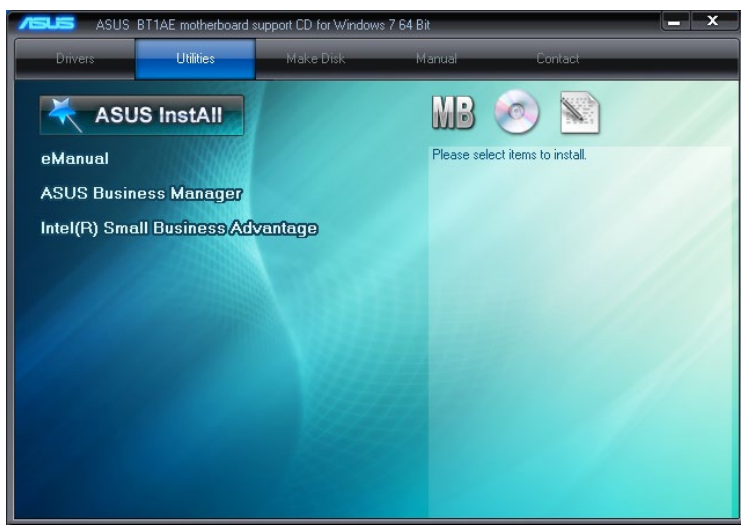 ASUS ASUS BT1AE motherboard support CD for Windows 7 64 Bit
Drivers Utilities Make Disk Manual Contact
ASUS InstAll
MB
eManual
Please select items to install.
ASUS Business Manager
Intel(R) Small Business Advantage